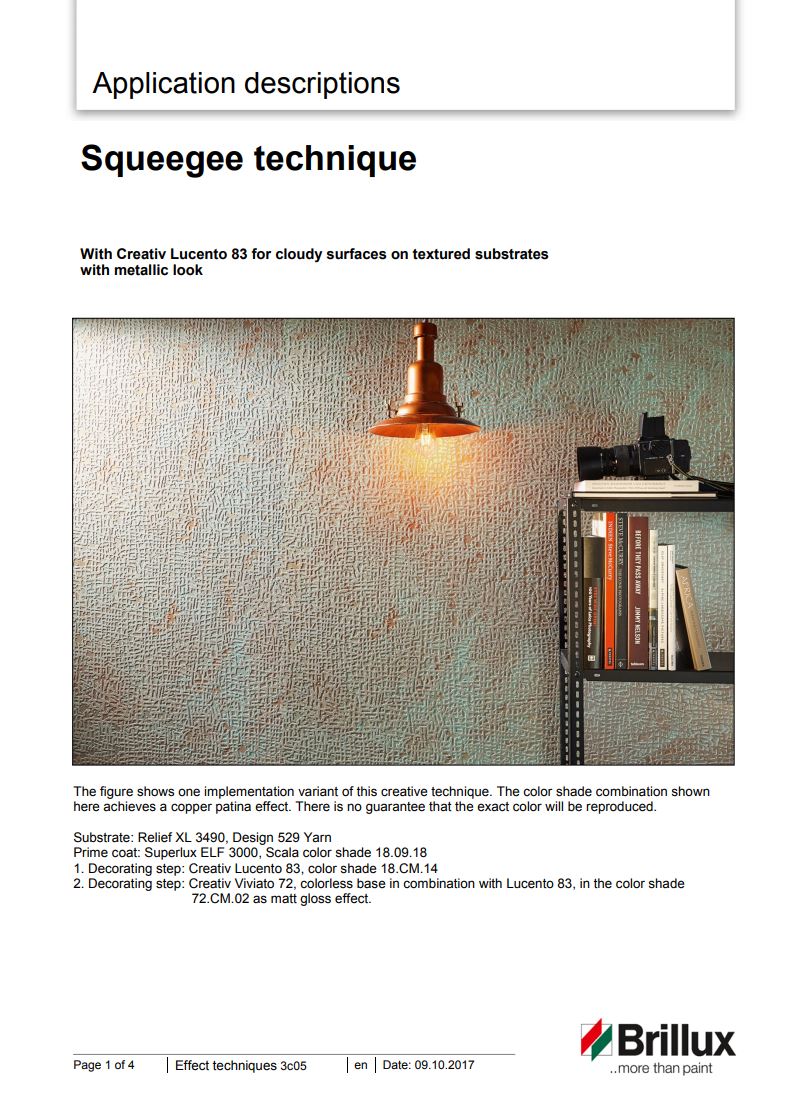 Application descriptions
Squeegee technique
With Creativ Lucento 83 for cloudy surfaces on textured substrates
with metallic look
INDIEN Steve McCurry
STEVE McCURRY
BEFORE THEY PASS AWAY
JIMMY NELSON
The figure shows one implementation variant of this creative technique. The color shade combination shown
here achieves a copper patina effect. There is no guarantee that the exact color will be reproduced.
Substrate: Relief XL 3490, Design 529 Yarn
Prime coat: Superlux ELF 3000, Scala color shade 18.09.18
1. Decorating step: Creativ Lucento 83, color shade 18.CM.14
2. Decorating step: Creativ Viviato 72, colorless base in combination with Lucento 83, in the color shade
72.CM.02 as matt gloss effect.
Brillux
..more than paint
Page 1 of 4
Effect techniques 3c05
en
Date: 09.10.2017